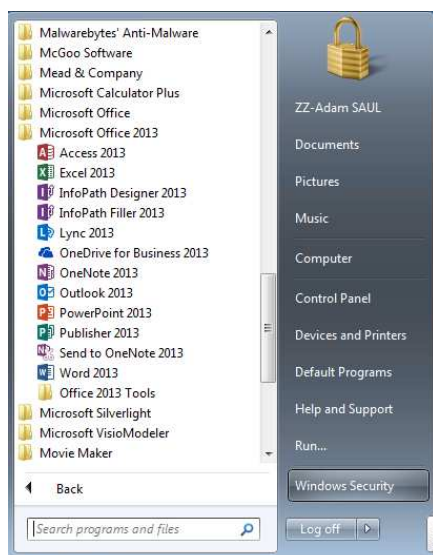 Malwarebytes' Anti-Malware
McGoo Software
Mead & Company
Microsoft Calculator Plus
Microsoft Office
Microsoft Office 2013
Access 2013
Excel 2013
InfoPath Designer 2013
InfoPath Filler 2013
Lync 2013
OneDrive for Business 2013
OneNote 2013
Outlook 2013
PowerPoint 2013
Publisher 2013
Send to OneNote 2013
Word 2013
Office 2013 Tools
Microsoft Silverlight
Microsoft VisioModeler
Movie Maker
Back
Search programs and files
ZZ-Adam SAUL
Documents
Pictures
Music
Computer
Control Panel
Devices and Printers
Default Programs
Help and Support
Run...
Windows Security
Log off